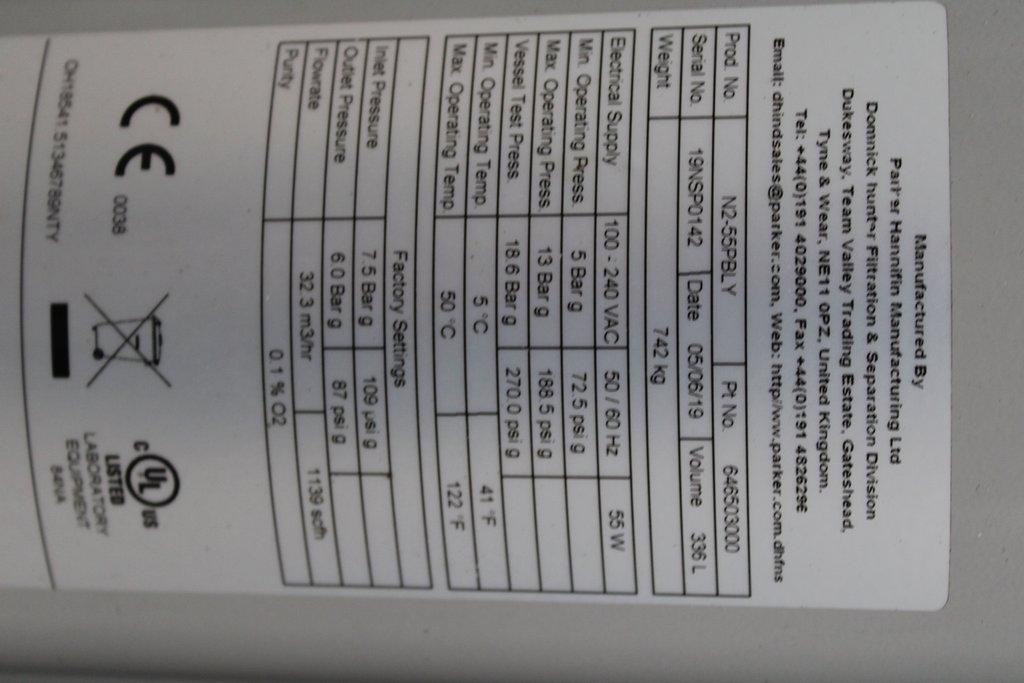 Manufactured By
Parker Hannifin Manufacturing Ltd
Dominick hunter Filtration & Separation Division
Dukesway, Team Valley Trading Estate, Gateshead,
Tyne & Wear, NE11 0PZ, United Kingdom.
Tel: +44(0)191 4029000, Fax +44(0)191 4826296
Email: dhindsales@parker.com, Web: http//www.parker.com.dhfns
Prod. No. N2-55PBLY Pt No. 646503000
Serial No. 19NSP0142 Date 05/06/19 Volume 336 L
Weight 742 kg
Electrical Supply 100 - 240 VAC 50 / 60 Hz 55 W
Min. Operating Press. 5 Bar g 72.5 psi g
Max. Operating Press. 13 Bar g 188.5 psi g
Vessel Test Press. 18.6 Bar g 270.0 psi g
Min. Operating Temp. 5 °C 41 °F
Max. Operating Temp. 50 °C 122 °F
Factory Settings
Inlet Pressure 7.5 Bar g 109 psi g
Outlet Pressure 6.0 Bar g 87 psi g
Flowrate 32.3 m3/hr 1139 scfh
Purity 0.1 % O2
CE 0038
C UL US
LISTED
LABORATORY
EQUIPMENT
84NA